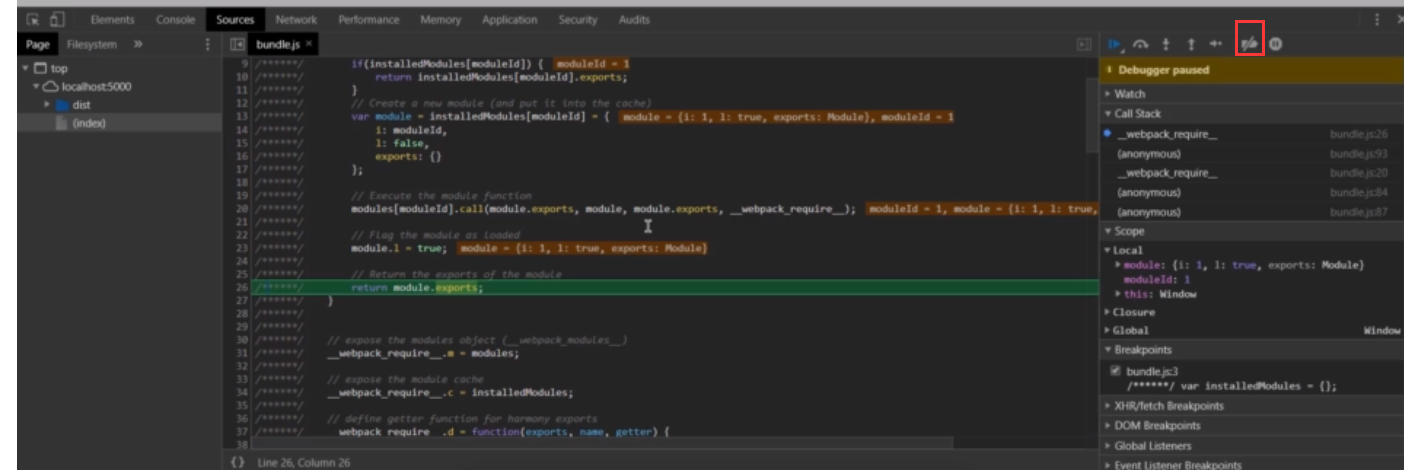 Elements Console Sources Network Performance Memory Application Security Audits
Page Filesystem »
bundle.js ×
top
localhost:5000
dist
(index)
9 /******/ if(installedModules[moduleId]) { moduleId = 1
10 /******/ return installedModules[moduleId].exports;
11 /******/ }
12 /******/ // Create a new module (and put it into the cache)
13 /******/ var module = installedModules[moduleId] = { module = {i: 1, l: true, exports: Module}, moduleId = 1
14 /******/ i: moduleId,
15 /******/ l: false,
16 /******/ exports: {}
17 /******/ };
18 /******/
19 /******/ // Execute the module function
20 /******/ modules[moduleId].call(module.exports, module, module.exports, __webpack_require__); moduleId = 1, module = {i: 1, l: true,
21 /******/
22 /******/ // Flag the module as loaded
23 /******/ module.l = true; module = {i: 1, l: true, exports: Module}
24 /******/
25 /******/ // Return the exports of the module
26 /******/ return module.exports;
27 /******/ }
28 /******/
29 /******/
30 /******/ // expose the modules object (__webpack_modules__)
31 /******/ __webpack_require__.m = modules;
32 /******/
33 /******/ // expose the module cache
34 /******/ __webpack_require__.c = installedModules;
35 /******/
36 /******/ // define getter function for harmony exports
37 /******/ __webpack_require__.d = function(exports, name, getter) {
38
{} Line 26, Column 26
Debugger paused
Watch
Call Stack
__webpack_require__ bundle.js:26
(anonymous) bundle.js:93
__webpack_require__ bundle.js:20
(anonymous) bundle.js:84
(anonymous) bundle.js:87
Scope
Local
module: {i: 1, l: true, exports: Module}
moduleId: 1
this: Window
Closure
Global Window
Breakpoints
bundle.js:3
/******/ var installedModules = {};
XHR/fetch Breakpoints
DOM Breakpoints
Global Listeners
Event Listener Breakpoints